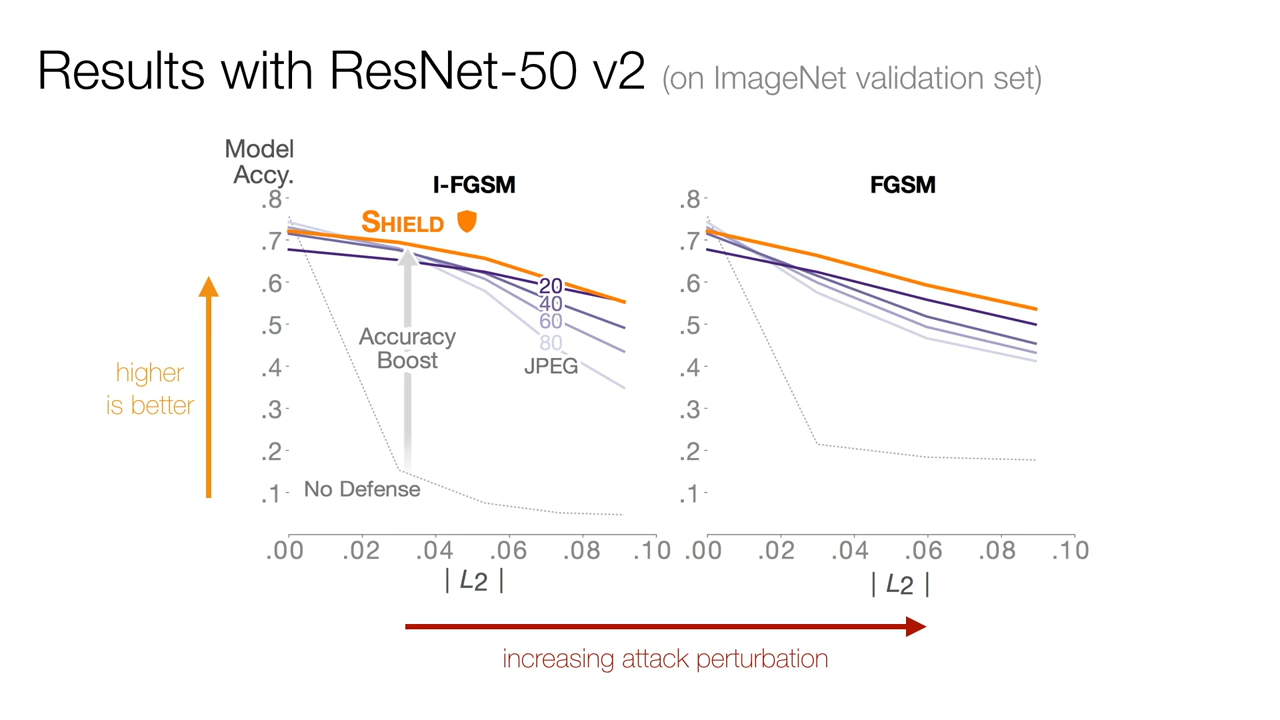 Results with ResNet-50 v2 (on ImageNet validation set)
Model
Accy.
I-FGSM
FGSM
.8
.7
.6
.5
.4
.3
.2
.1
SHIELD
20
40
60
80
JPEG
Accuracy
Boost
No Defense
higher
is better
.00 .02 .04 .06 .08 .10
| L2 |
.8
.7
.6
.5
.4
.3
.2
.1
.00 .02 .04 .06 .08 .10
| L2 |
increasing attack perturbation